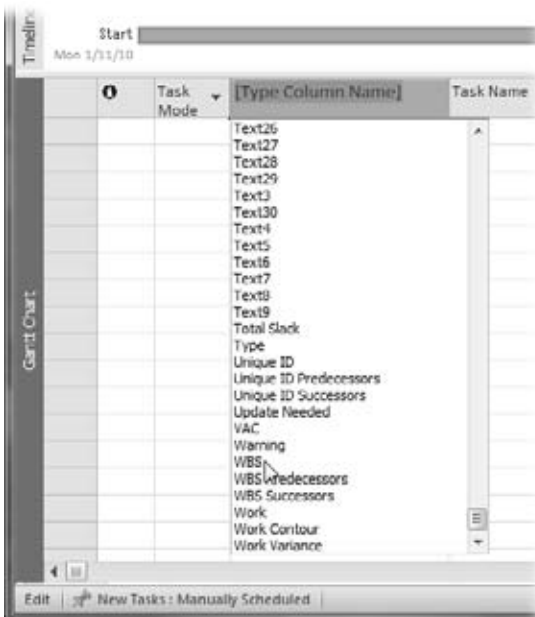 Timeline
Start
Mon 1/11/10
Task Mode
[Type Column Name]
Task Name
Text26
Text27
Text28
Text29
Text3
Text30
Text4
Text5
Text6
Text7
Text8
Text9
Total Slack
Type
Unique ID
Unique ID Predecessors
Unique ID Successors
Update Needed
VAC
Warning
WBS
WBS Predecessors
WBS Successors
Work
Work Contour
Work Variance
Gantt Chart
Edit
New Tasks : Manually Scheduled